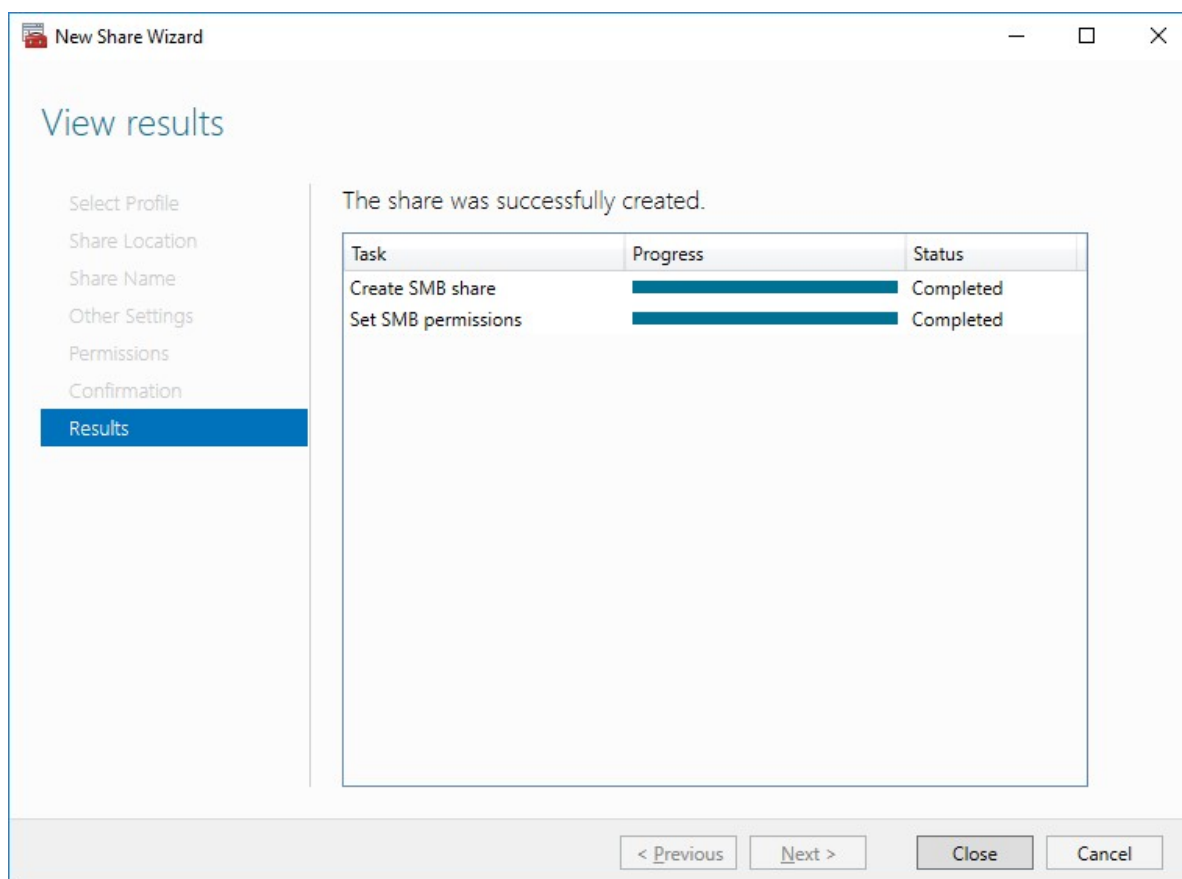 New Share Wizard
View results
Select Profile
Share Location
Share Name
Other Settings
Permissions
Confirmation
Results
The share was successfully created.
Task Progress Status
Create SMB share Completed
Set SMB permissions Completed
< Previous Next > Close Cancel